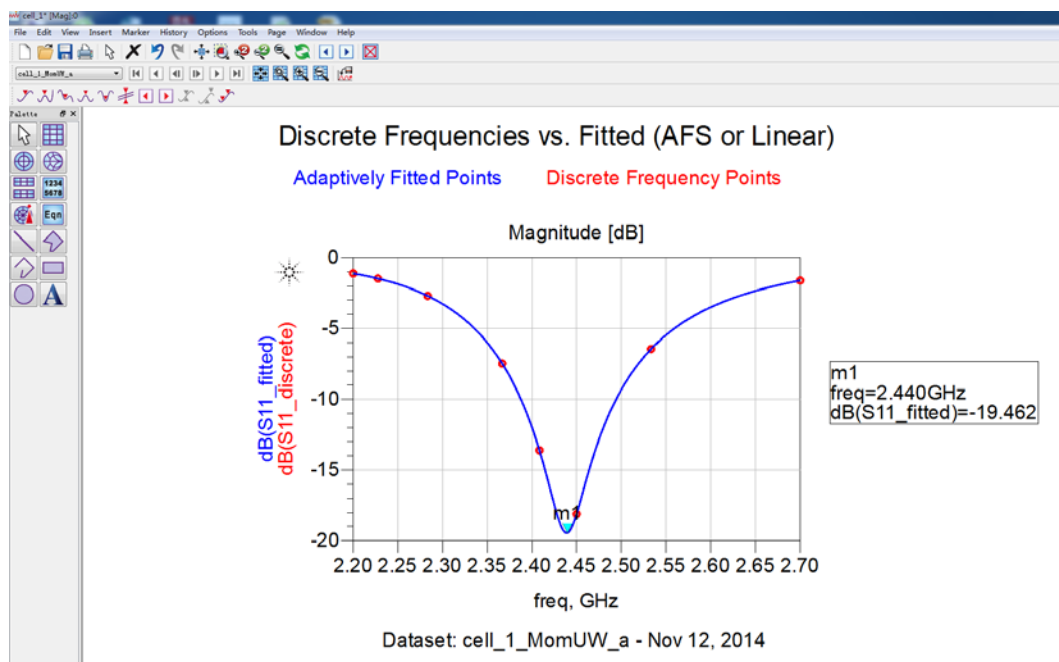 cell_1* [Mag]:0
File Edit View Insert Marker History Options Tools Page Window Help
cell_1_MomUW_a
Palette
1234
5678
Eqn
A
Discrete Frequencies vs. Fitted (AFS or Linear)
Adaptively Fitted Points Discrete Frequency Points
Magnitude [dB]
dB(S11_fitted)
dB(S11_discrete)
0
-5
-10
-15
-20
m1
2.20 2.25 2.30 2.35 2.40 2.45 2.50 2.55 2.60 2.65 2.70
freq, GHz
m1
freq=2.440GHz
dB(S11_fitted)=-19.462
Dataset: cell_1_MomUW_a - Nov 12, 2014